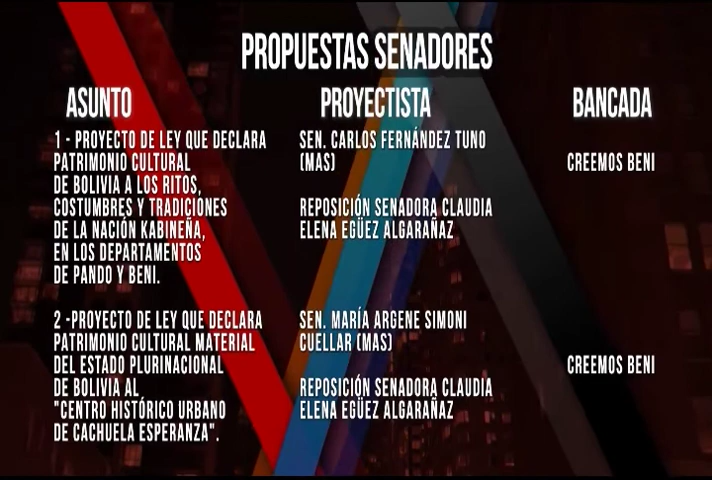 PROPUESTAS SENADORES
ASUNTO
PROYECTISTA
BANCADA
1 - PROYECTO DE LEY QUE DECLARA
PATRIMONIO CULTURAL
DE BOLIVIA A LOS RITOS,
COSTUMBRES Y TRADICIONES
DE LA NACIÓN KABINEÑA,
EN LOS DEPARTAMENTOS
DE PANDO Y BENI.
SEN. CARLOS FERNÁNDEZ TUNO
(MAS)
REPOSICIÓN SENADORA CLAUDIA
ELENA EGÜEZ ALGARAÑAZ
CREEMOS BENI
2 -PROYECTO DE LEY QUE DECLARA
PATRIMONIO CULTURAL MATERIAL
DEL ESTADO PLURINACIONAL
DE BOLIVIA AL
"CENTRO HISTÓRICO URBANO
DE CACHUELA ESPERANZA".
SEN. MARÍA ARGENE SIMONI
CUELLAR (MAS)
REPOSICIÓN SENADORA CLAUDIA
ELENA EGÜEZ ALGARAÑAZ
CREEMOS BENI